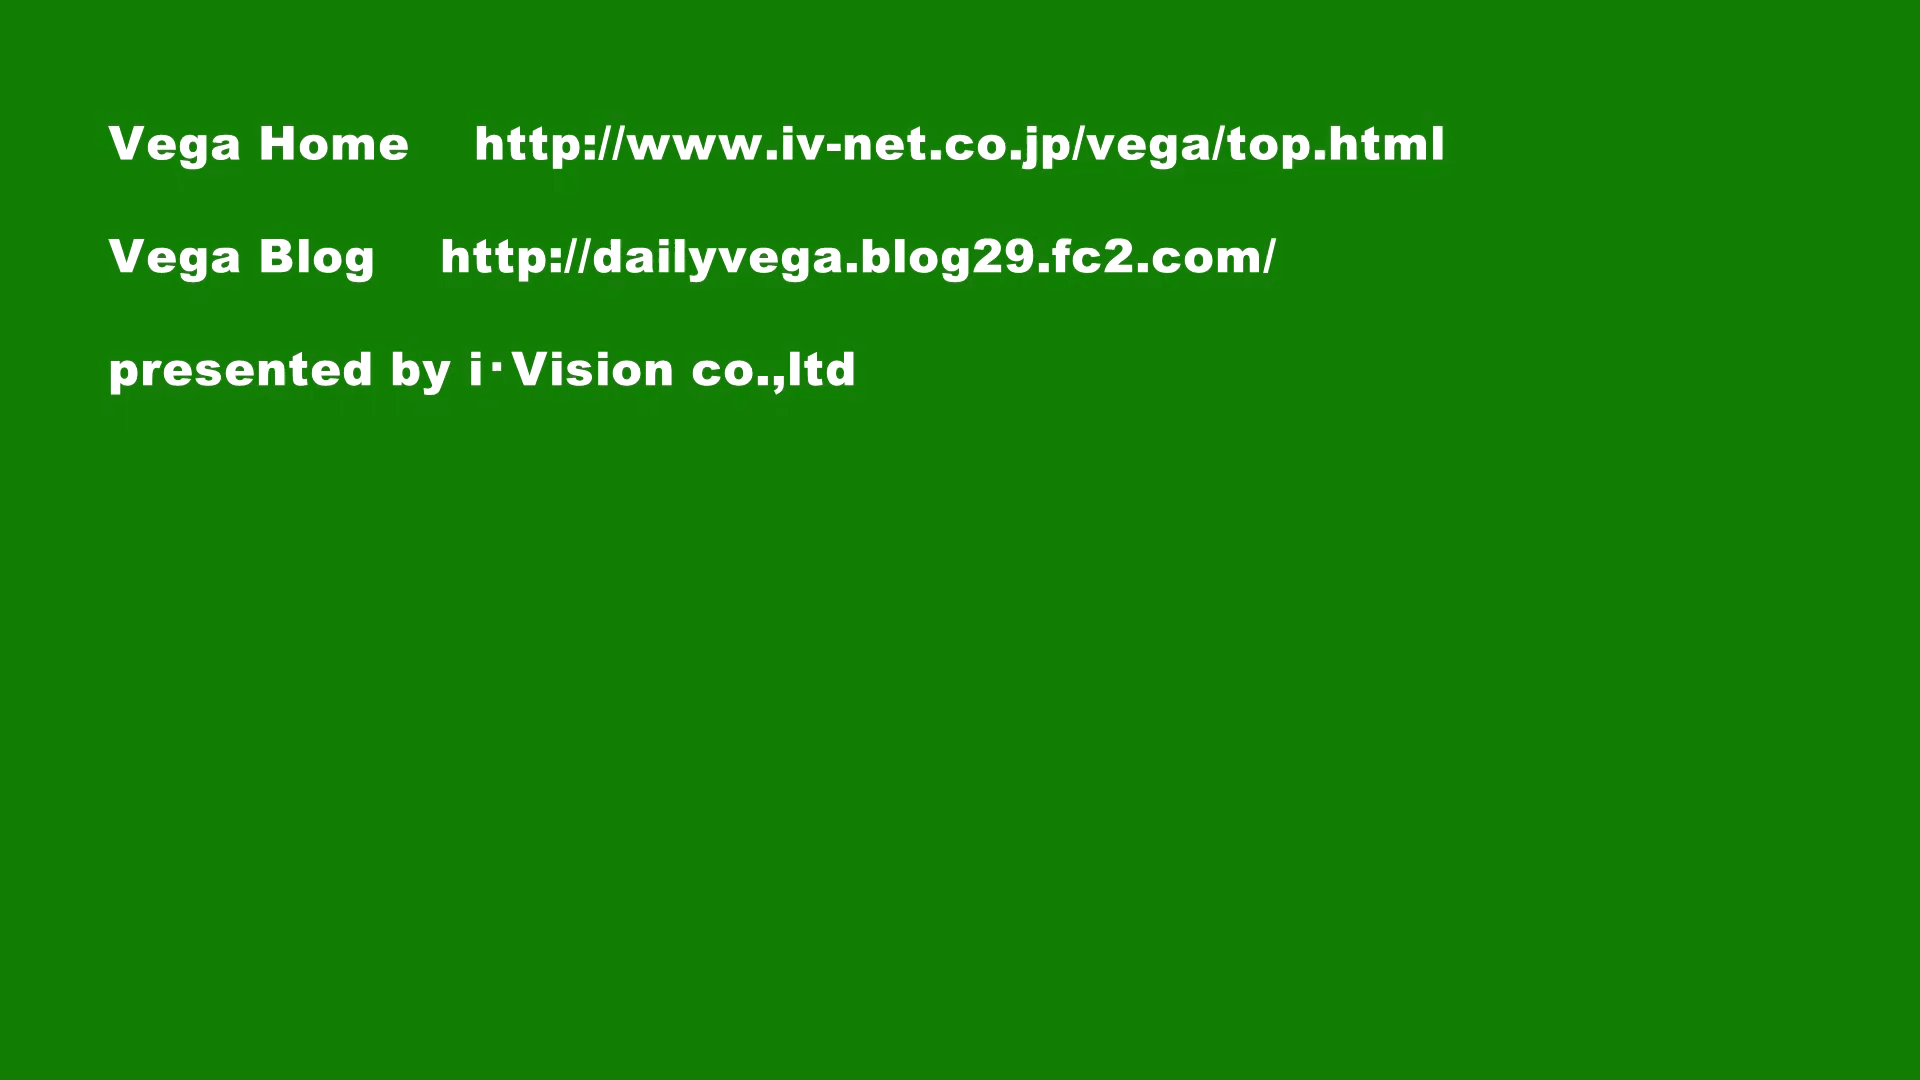 Vega Home http://www.iv-net.co.jp/vega/top.html
Vega Blog http://dailyvega.blog29.fc2.com/
presented by i・Vision co.,ltd